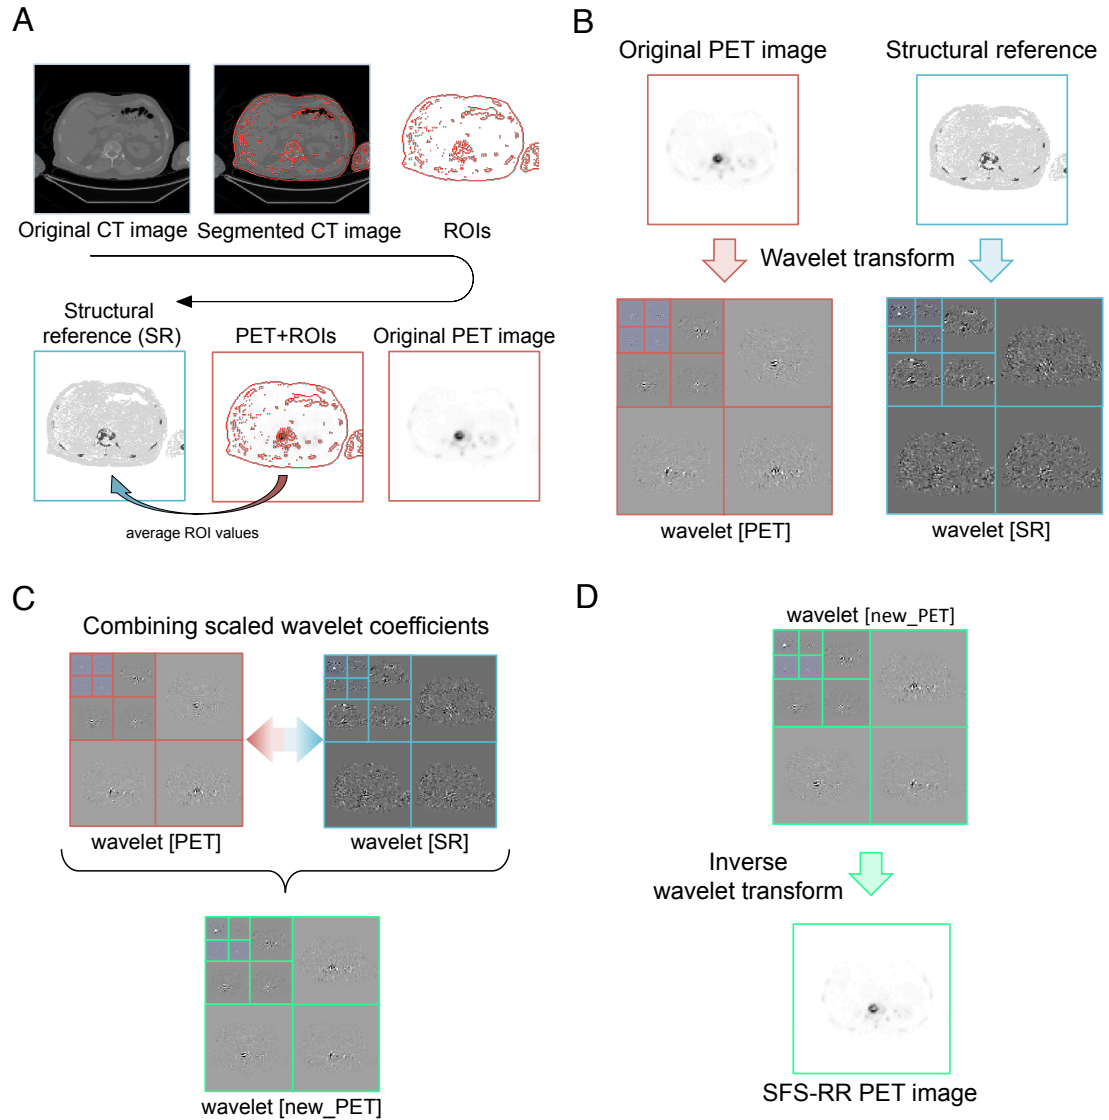 A
Original CT image
Segmented CT image
ROIs
Structural
reference (SR)
PET+ROIs
Original PET image
average ROI values
B
Original PET image
Structural reference
Wavelet transform
wavelet [PET]
wavelet [SR]
C
Combining scaled wavelet coefficients
wavelet [PET]
wavelet [SR]
wavelet [new_PET]
D
wavelet [new_PET]
Inverse
wavelet transform
SFS-RR PET image